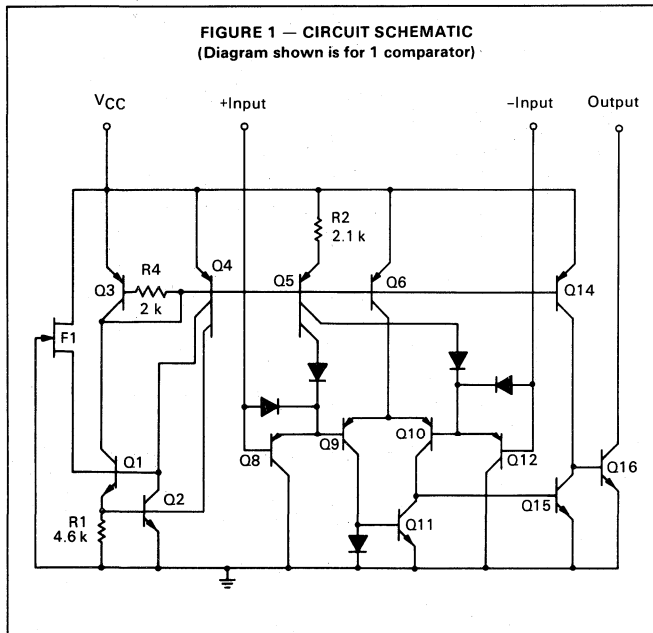 FIGURE 1 — CIRCUIT SCHEMATIC
(Diagram shown is for 1 comparator)
VCC
+Input
–Input
Output
R2
2.1 k
Q4
R4
Q3
2 k
Q5
Q6
Q14
F1
Q1
Q8
Q9
Q10
Q12
Q16
Q2
R1
4.6 k
Q11
Q15